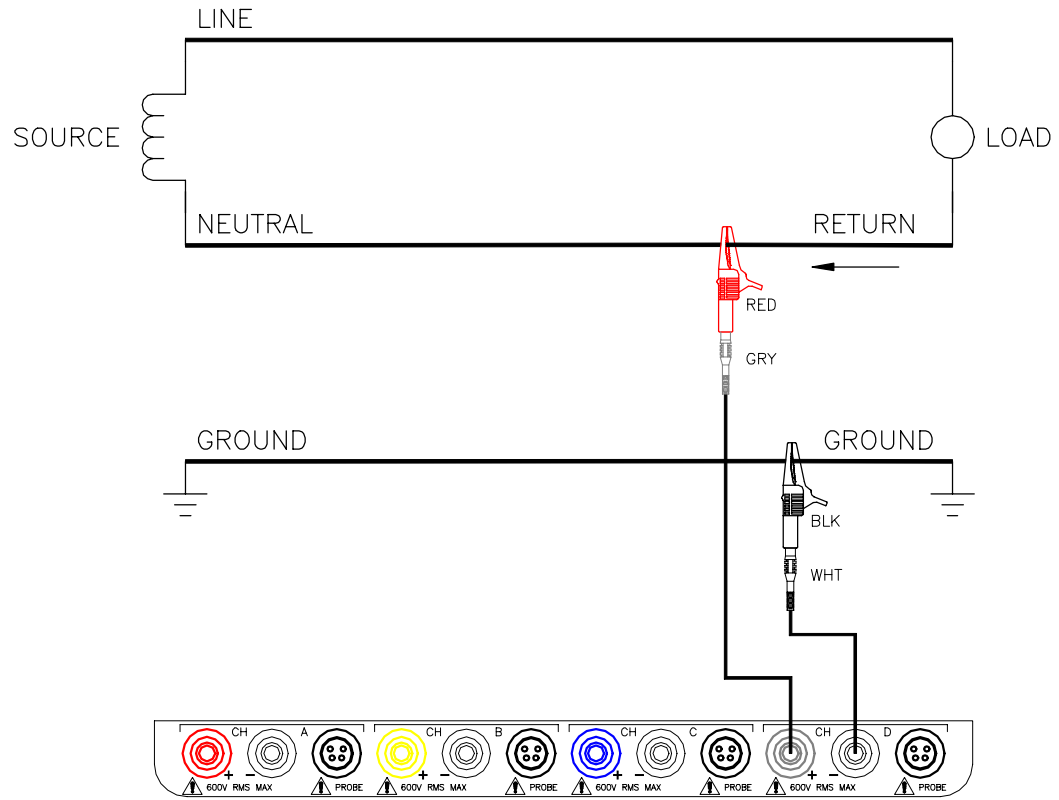 LINE
SOURCE
LOAD
NEUTRAL RETURN
RED
GRY
GROUND GROUND
BLK
WHT
CH A CH B CH C CH D
+ − + − + − + −
600V RMS MAX PROBE 600V RMS MAX PROBE 600V RMS MAX PROBE 600V RMS MAX PROBE